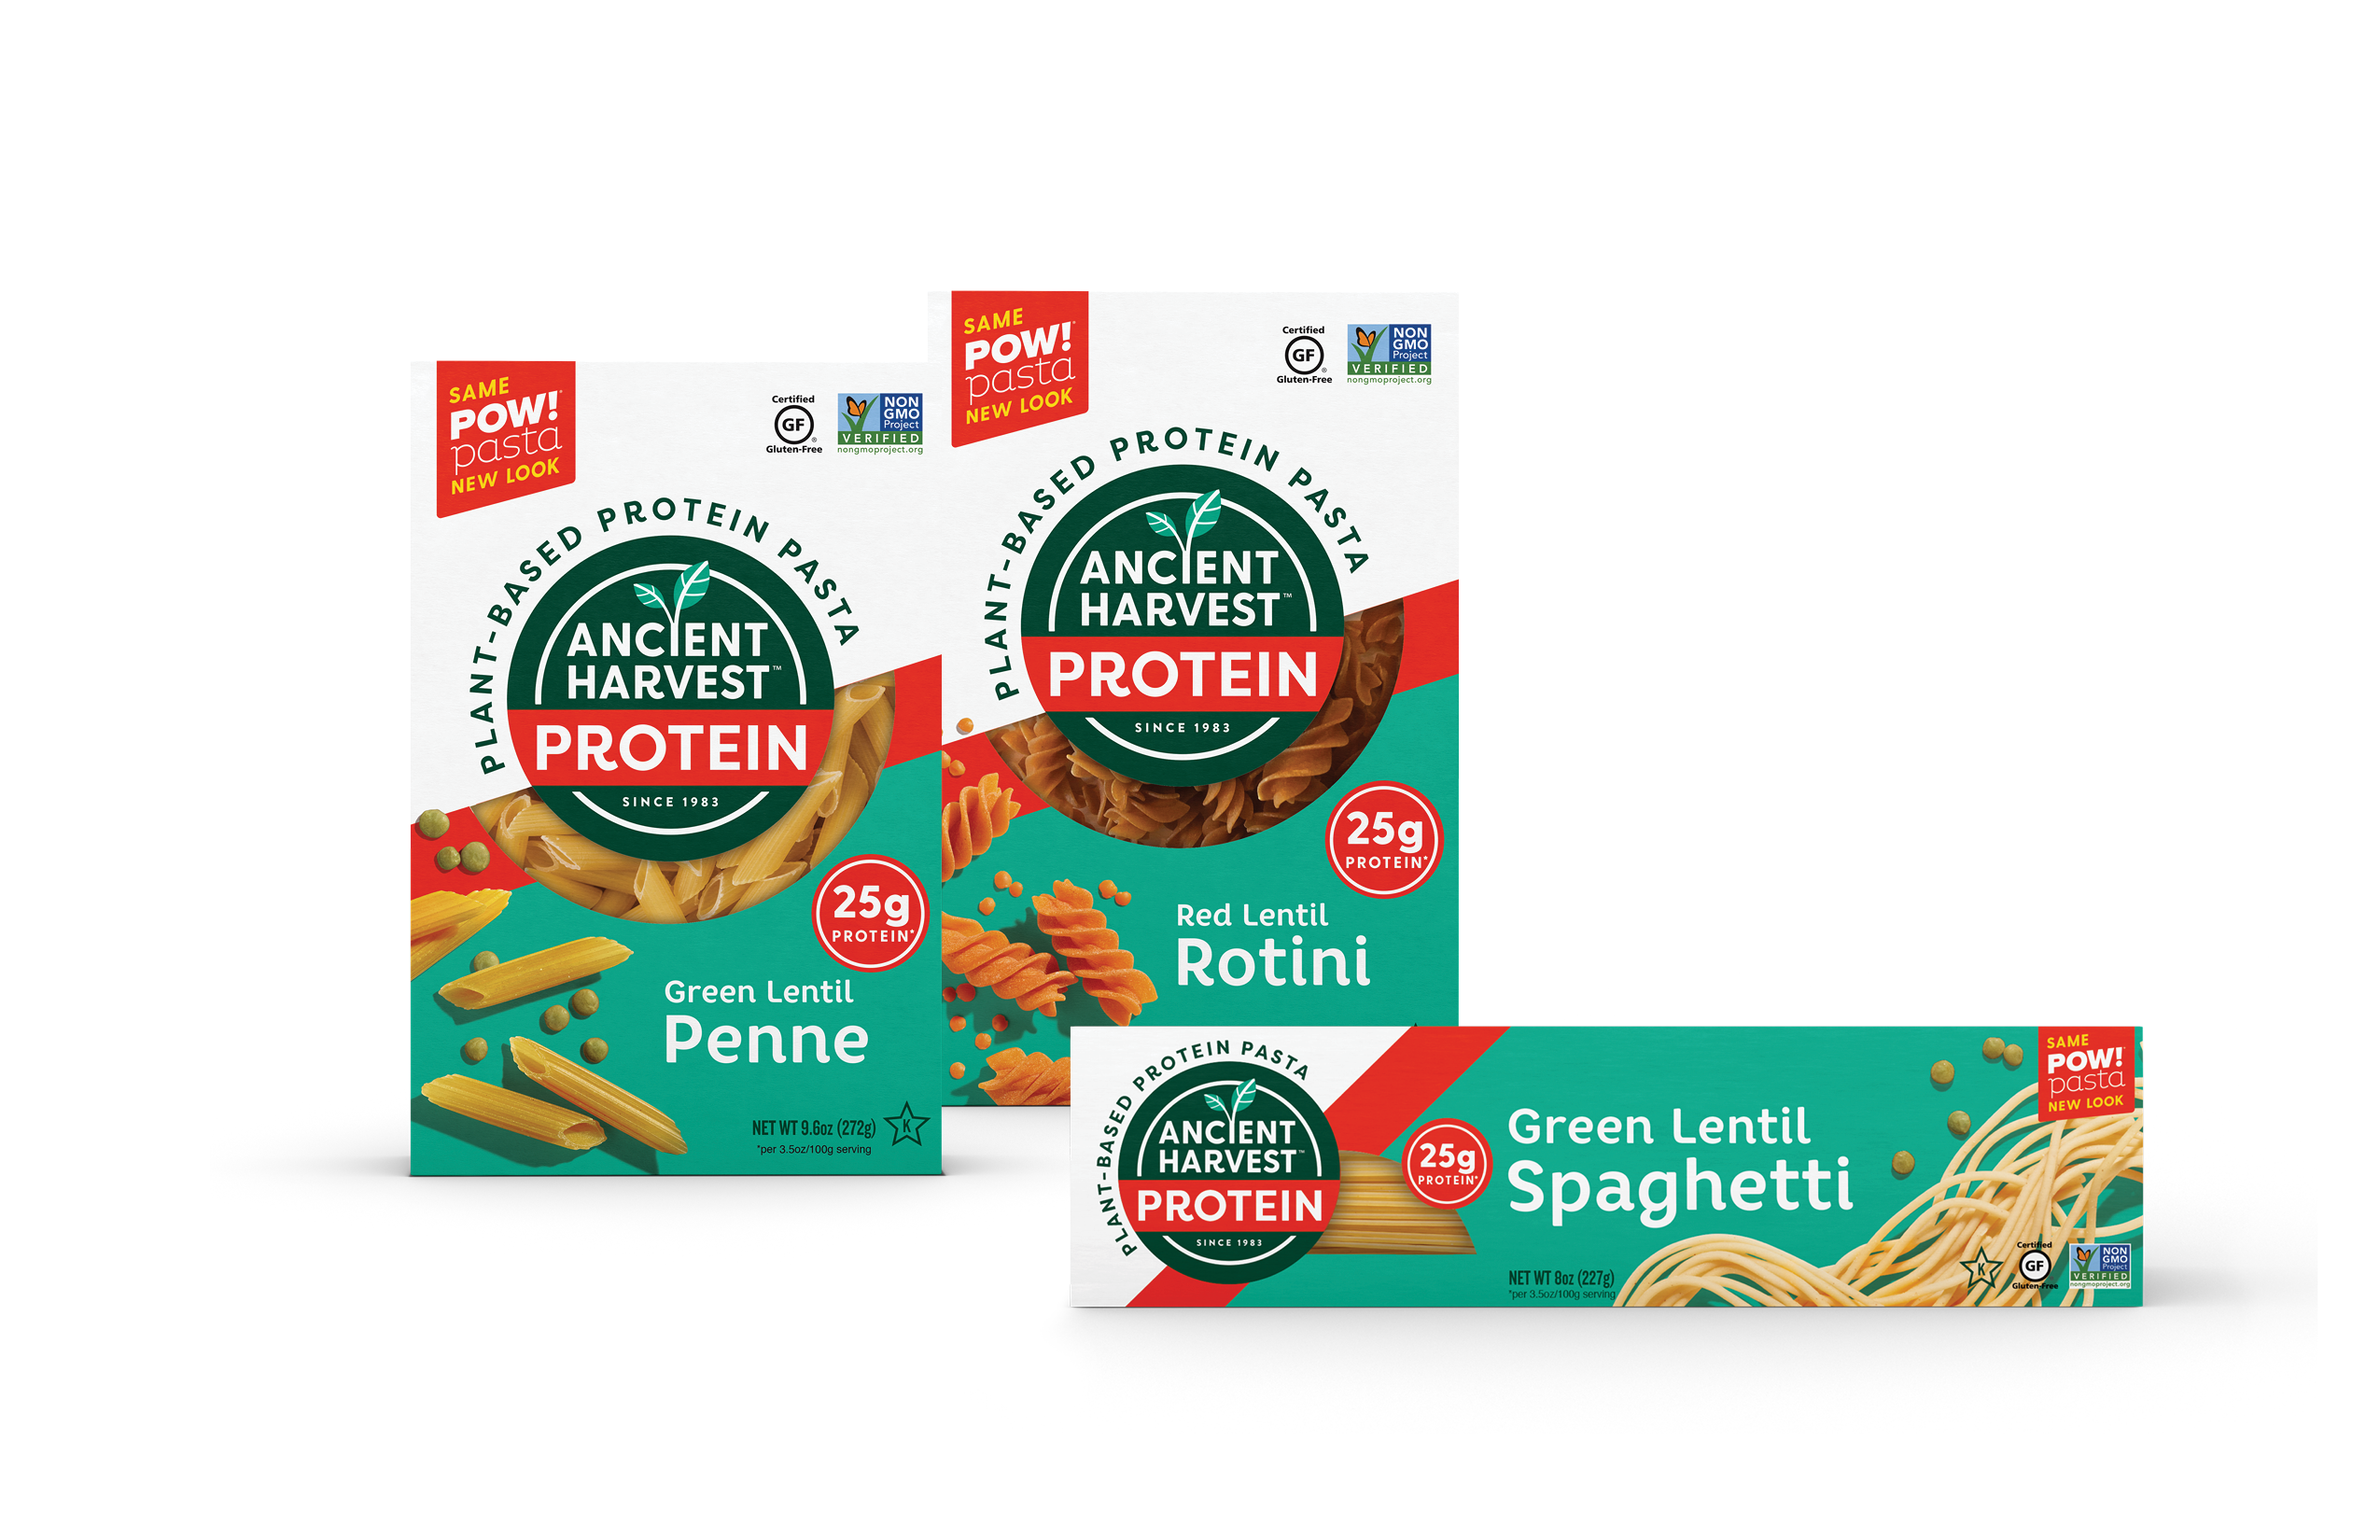 SAME
POW!
pasta
NEW LOOK
Certified
GF
Gluten-Free
NON
GMO
Project
VERIFIED
nongmoproject.org
PLANT-BASED PROTEIN PASTA
ANCIENT
HARVEST™
PROTEIN
SINCE 1983
25g
PROTEIN*
Green Lentil
Penne
NET WT 9.6oz (272g)
*per 3.5oz/100g serving
K
SAME
POW!
pasta
NEW LOOK
Certified
GF
Gluten-Free
NON
GMO
Project
VERIFIED
nongmoproject.org
PLANT-BASED PROTEIN PASTA
ANCIENT
HARVEST™
PROTEIN
SINCE 1983
25g
PROTEIN*
Red Lentil
Rotini
PLANT-BASED PROTEIN PASTA
ANCIENT
HARVEST™
PROTEIN
SINCE 1983
25g
PROTEIN*
Green Lentil
Spaghetti
NET WT 8oz (227g)
*per 3.5oz/100g serving
SAME
POW!
pasta
NEW LOOK
K
Certified
GF
Gluten-Free
NON
GMO
Project
VERIFIED
nongmoproject.org